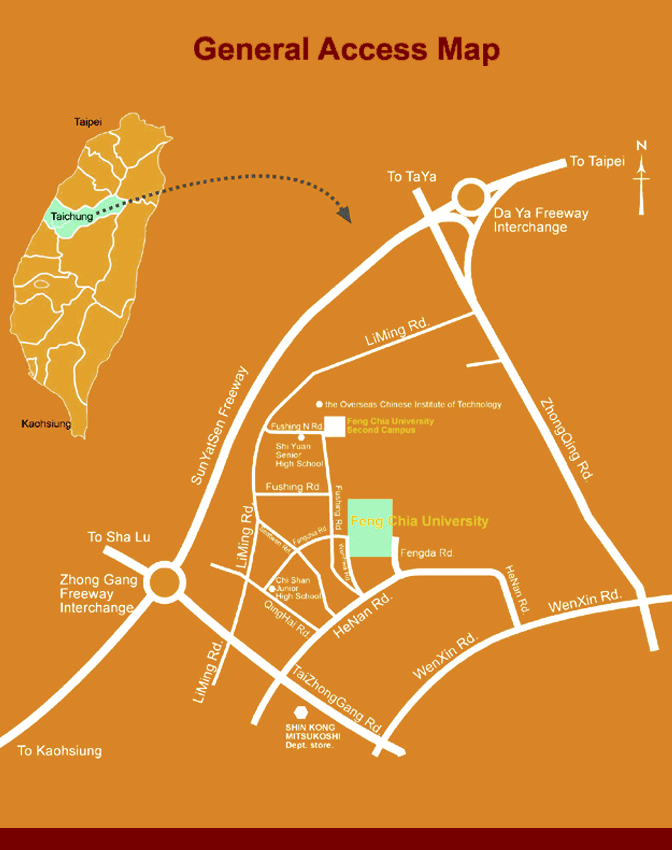 General Access Map
Taipei
Taichung
Kaohsiung
N
To Taipei
To TaYa
Da Ya Freeway
Interchange
LiMing Rd.
SunYatSen Freeway
ZhongQing Rd.
the Overseas Chinese Institute of Technology
Fushing N Rd.
Feng Chia University
Second Campus
Shi Yuan
Senior
High School
Fushing Rd.
Fushing Rd.
Feng Chia University
LiMing Rd.
Fengchia Rd.
Fengda Rd.
To Sha Lu
Zhong Gang
Freeway
Interchange
Chi Shan
Junior
High School
QingHai Rd.
HeNan Rd.
HeNan Rd.
WenXin Rd.
WenXin Rd.
LiMing Rd.
TaiZhongGang Rd.
SHIN KONG
MITSUKOSHI
Dept. store.
To Kaohsiung